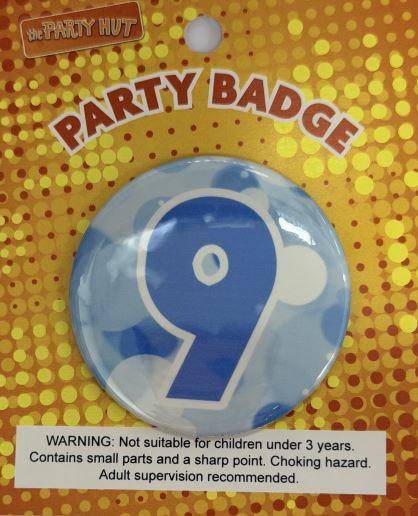 the PARTY HUT
PARTY BADGE
9
WARNING: Not suitable for children under 3 years.
Contains small parts and a sharp point. Choking hazard.
Adult supervision recommended.